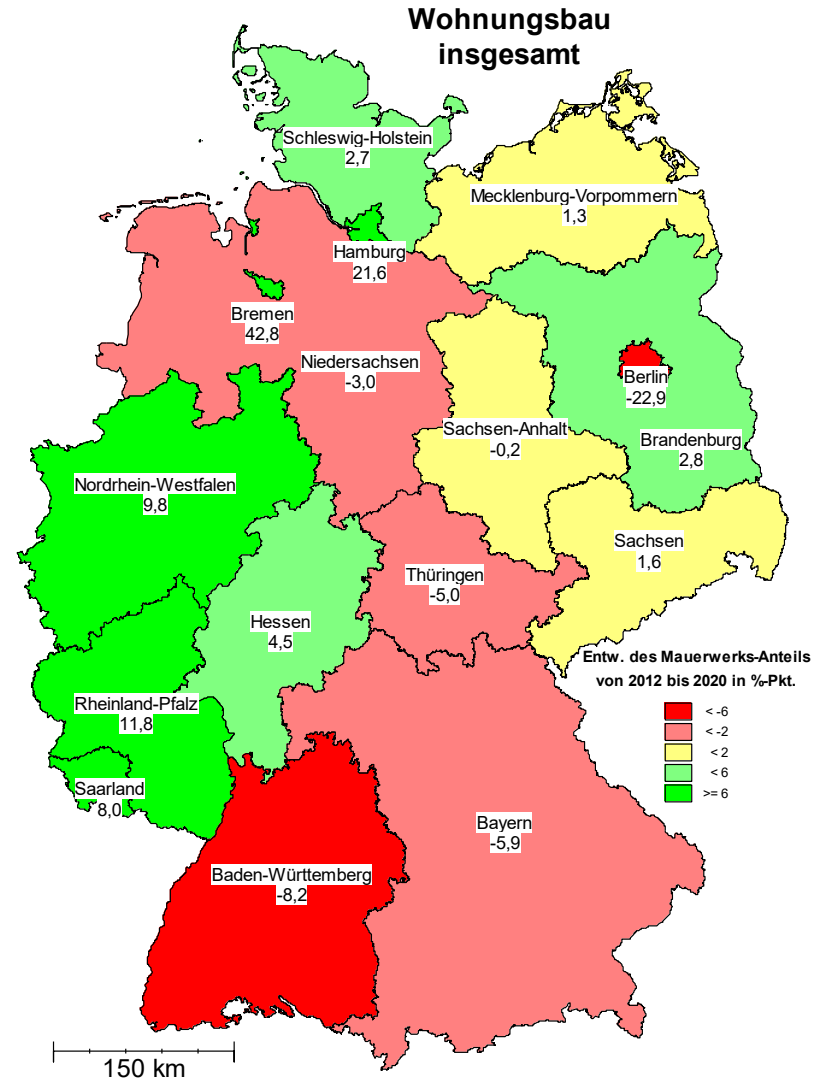 Wohnungsbau
insgesamt
Schleswig-Holstein
2,7
Mecklenburg-Vorpommern
1,3
Hamburg
21,6
Bremen
42,8
Niedersachsen
-3,0
Berlin
-22,9
Sachsen-Anhalt
-0,2
Brandenburg
2,8
Nordrhein-Westfalen
9,8
Sachsen
1,6
Thüringen
-5,0
Hessen
4,5
Entw. des Mauerwerks-Anteils
von 2012 bis 2020 in %-Pkt.
< -6
< -2
< 2
< 6
>= 6
Rheinland-Pfalz
11,8
Saarland
8,0
Bayern
-5,9
Baden-Württemberg
-8,2
150 km